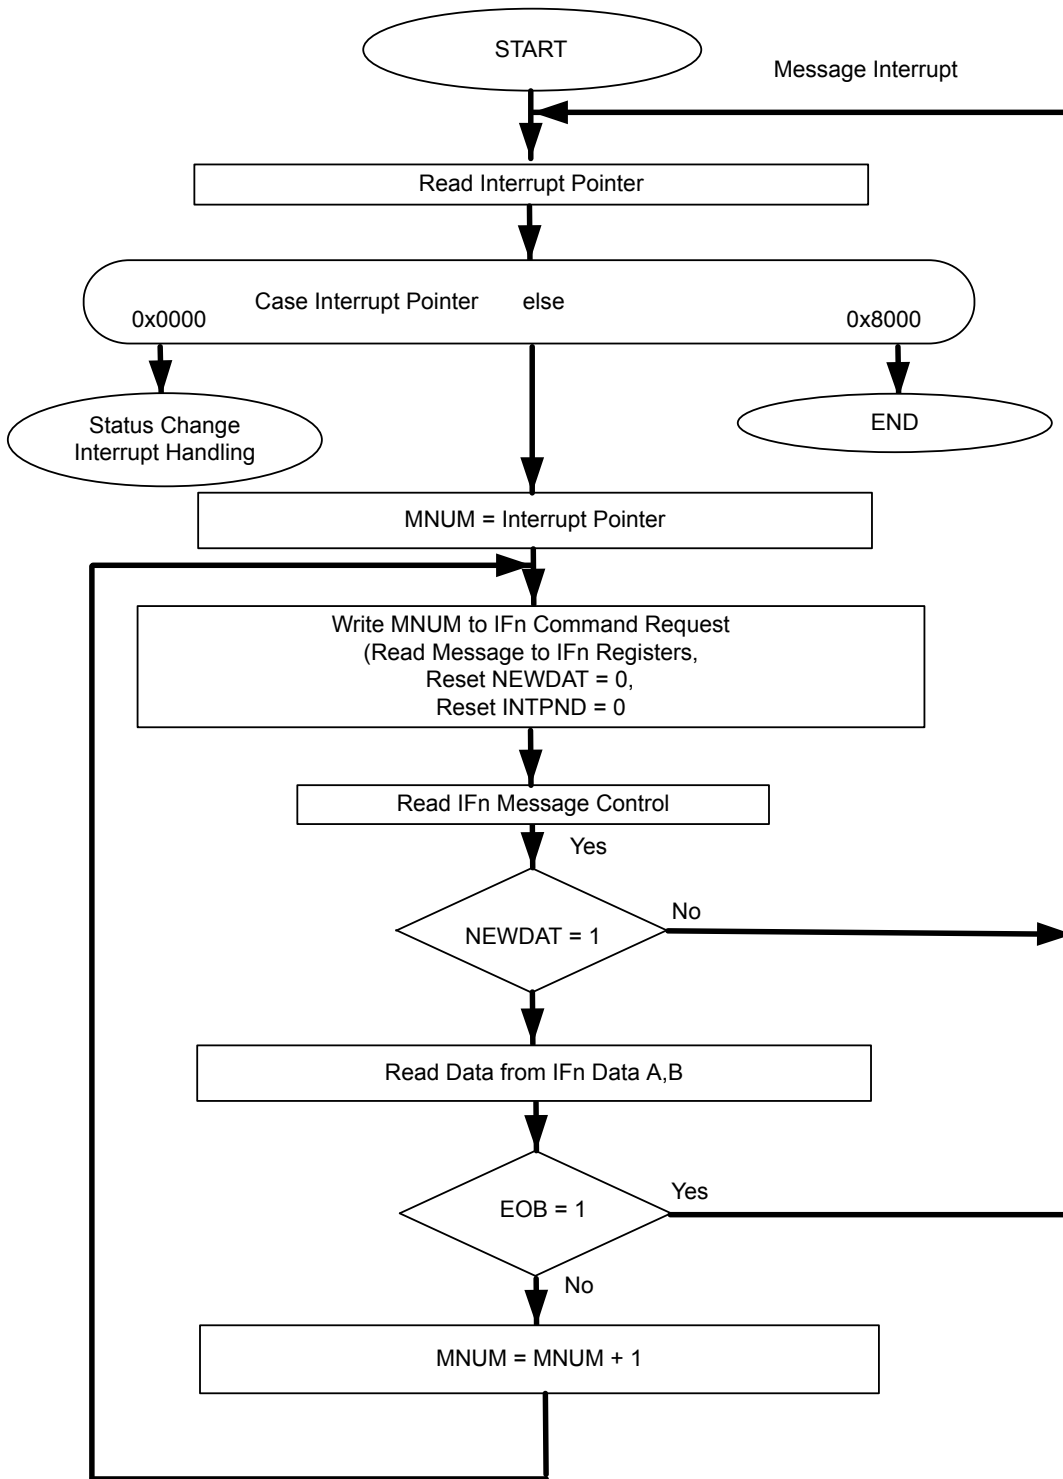 START
Message Interrupt
Read Interrupt Pointer
Case Interrupt Pointer else
0x0000
0x8000
Status Change
Interrupt Handling
END
MNUM = Interrupt Pointer
Write MNUM to IFn Command Request
(Read Message to IFn Registers,
Reset NEWDAT = 0,
Reset INTPND = 0
Read IFn Message Control
Yes
NEWDAT = 1
No
Read Data from IFn Data A,B
EOB = 1
Yes
No
MNUM = MNUM + 1